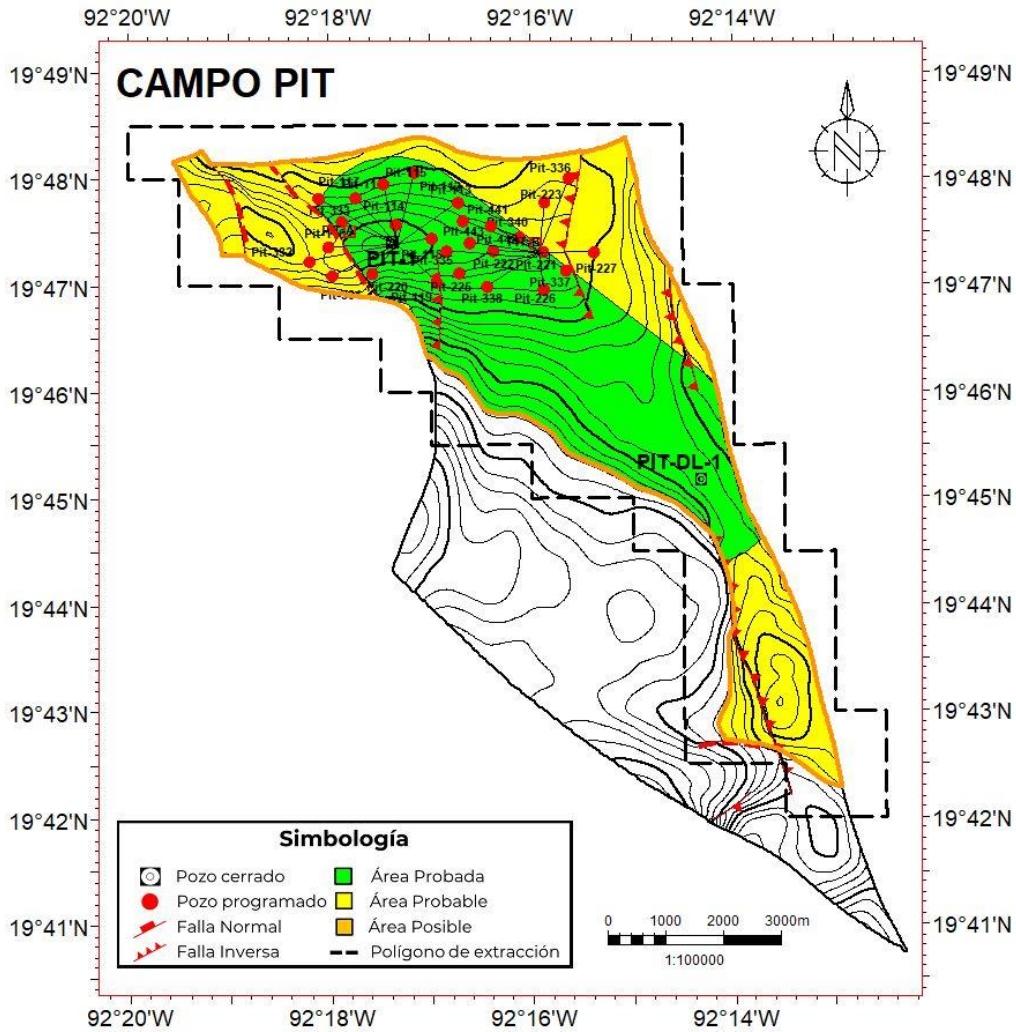 92°20'W 92°18'W 92°16'W 92°14'W
CAMPO PIT
19°49'N 19°49'N
19°48'N 19°48'N
19°47'N 19°47'N
19°46'N 19°46'N
19°45'N 19°45'N
19°44'N 19°44'N
19°43'N 19°43'N
19°42'N 19°42'N
19°41'N 19°41'N
Pit-336
Pit-115
Pit-223
Pit-114
Pit-441
Pit-340
Pit-443
Pit-332
PIT-1
Pit-335
Pit-222
Pit-221
Pit-227
Pit-220
Pit-225
Pit-337
Pit-119
Pit-338
Pit-226
PIT-DL-1
N
Simbología
Pozo cerrado Área Probada
Pozo programado Área Probable
Falla Normal Área Posible
Falla Inversa Polígono de extracción
0 1000 2000 3000m
1:100000
92°20'W 92°18'W 92°16'W 92°14'W